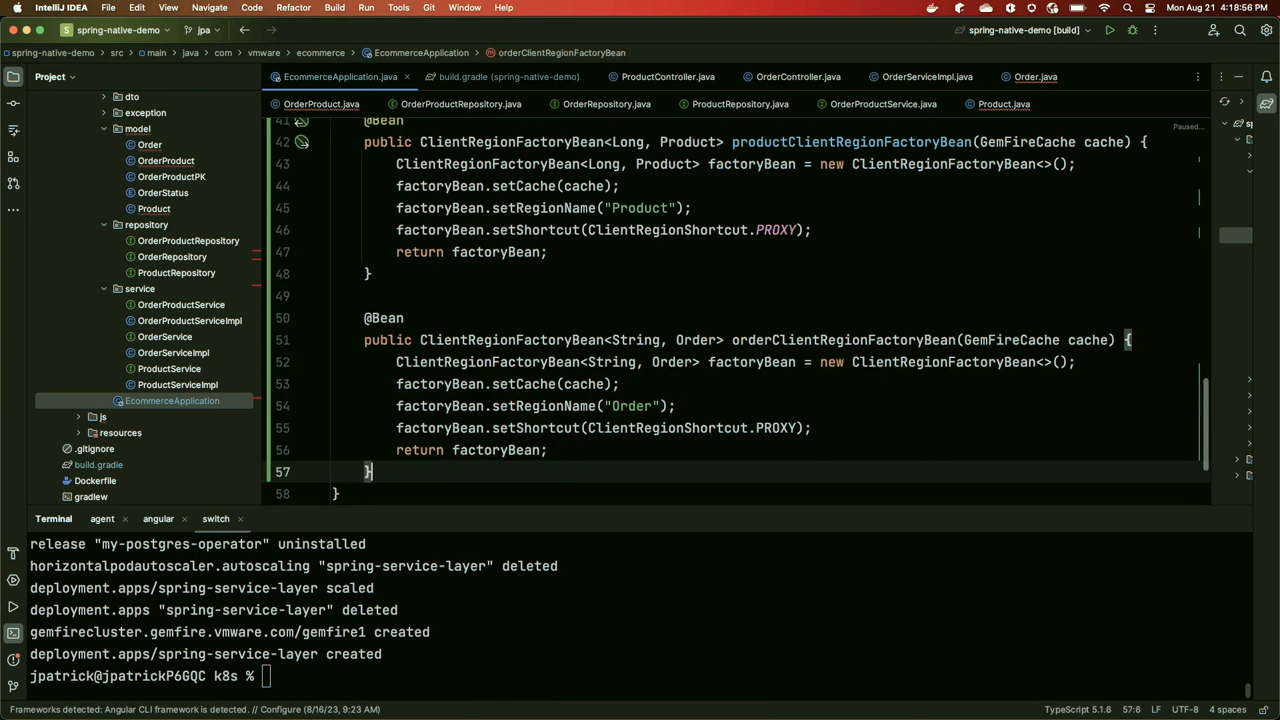 IntelliJ IDEA File Edit View Navigate Code Refactor Build Run Tools Git Window Help Mon Aug 21 4:18:56 PM
spring-native-demo jpa spring-native-demo [build]
spring-native-demo src main java com vmware ecommerce EcommerceApplication orderClientRegionFactoryBean
Project
EcommerceApplication.java build.gradle (spring-native-demo) ProductController.java OrderController.java OrderServiceImpl.java Order.java
OrderProduct.java OrderProductRepository.java OrderRepository.java ProductRepository.java OrderProductService.java Product.java
dto
exception
model
Order
OrderProduct
OrderProductPK
OrderStatus
Product
repository
OrderProductRepository
OrderRepository
ProductRepository
service
OrderProductService
OrderProductServiceImpl
OrderService
OrderServiceImpl
ProductService
ProductServiceImpl
EcommerceApplication
js
resources
.gitignore
build.gradle
Dockerfile
gradlew
Paused...
41 @Bean
42 public ClientRegionFactoryBean<Long, Product> productClientRegionFactoryBean(GemFireCache cache) {
43 ClientRegionFactoryBean<Long, Product> factoryBean = new ClientRegionFactoryBean<>();
44 factoryBean.setCache(cache);
45 factoryBean.setRegionName("Product");
46 factoryBean.setShortcut(ClientRegionShortcut.PROXY);
47 return factoryBean;
48 }
49
50 @Bean
51 public ClientRegionFactoryBean<String, Order> orderClientRegionFactoryBean(GemFireCache cache) {
52 ClientRegionFactoryBean<String, Order> factoryBean = new ClientRegionFactoryBean<>();
53 factoryBean.setCache(cache);
54 factoryBean.setRegionName("Order");
55 factoryBean.setShortcut(ClientRegionShortcut.PROXY);
56 return factoryBean;
57 }
58 }
Terminal agent angular switch
release "my-postgres-operator" uninstalled
horizontalpodautoscaler.autoscaling "spring-service-layer" deleted
deployment.apps/spring-service-layer scaled
deployment.apps "spring-service-layer" deleted
gemfirecluster.gemfire.vmware.com/gemfire1 created
deployment.apps/spring-service-layer created
jpatrick@jpatrickP6GQC k8s %
Frameworks detected: Angular CLI framework is detected. // Configure (8/16/23, 9:23 AM) TypeScript 5.1.6 57:6 LF UTF-8 4 spaces